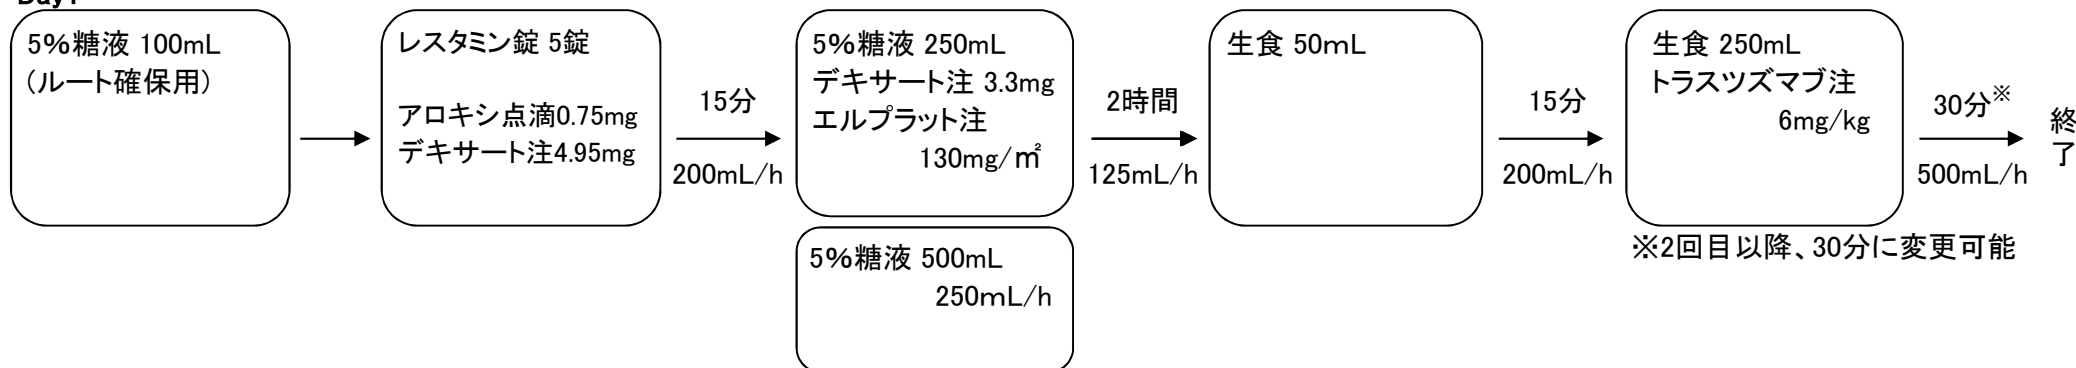 Day1
5%糖液 100mL
(ルート確保用)
レスタミン錠 5錠
アロキシ点滴0.75mg
デキサート注4.95mg
15分
200mL/h
5%糖液 250mL
デキサート注 3.3mg
エルプラット注
130mg/㎡
5%糖液 500mL
250mL/h
2時間
125mL/h
生食 50mL
15分
200mL/h
生食 250mL
トラスツズマブ注
6mg/kg
※2回目以降、30分に変更可能
30分※
500mL/h
終
了